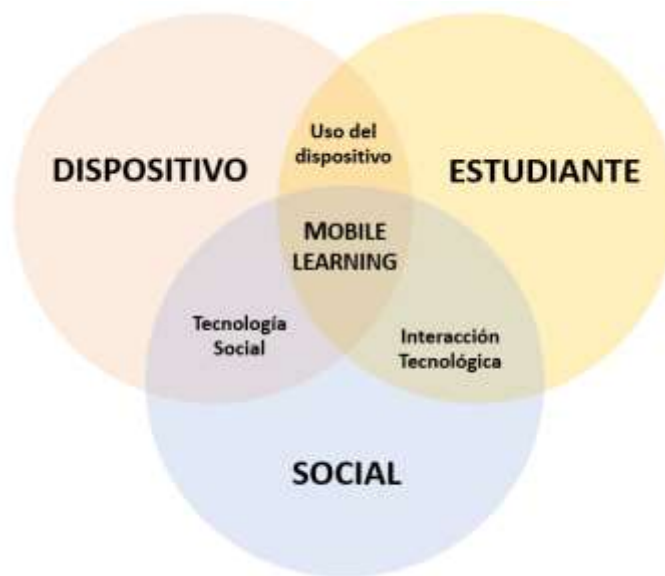 Uso del
dispositivo
DISPOSITIVO
ESTUDIANTE
MOBILE
LEARNING
Tecnología
Social
Interacción
Tecnológica
SOCIAL